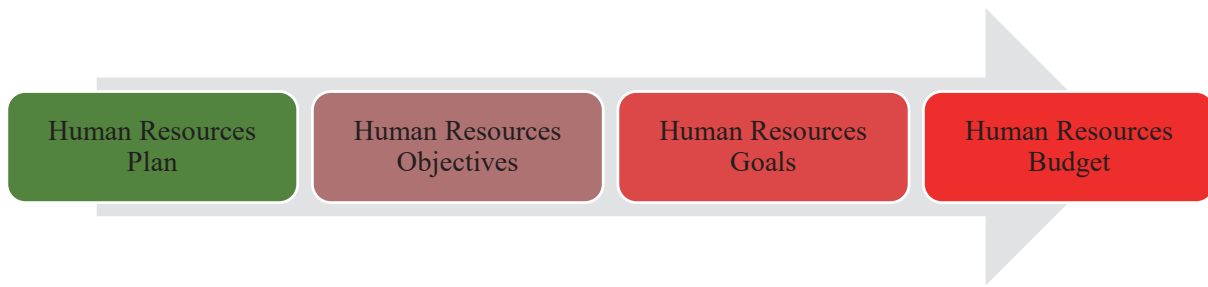 Human Resources
Plan
Human Resources
Objectives
Human Resources
Goals
Human Resources
Budget